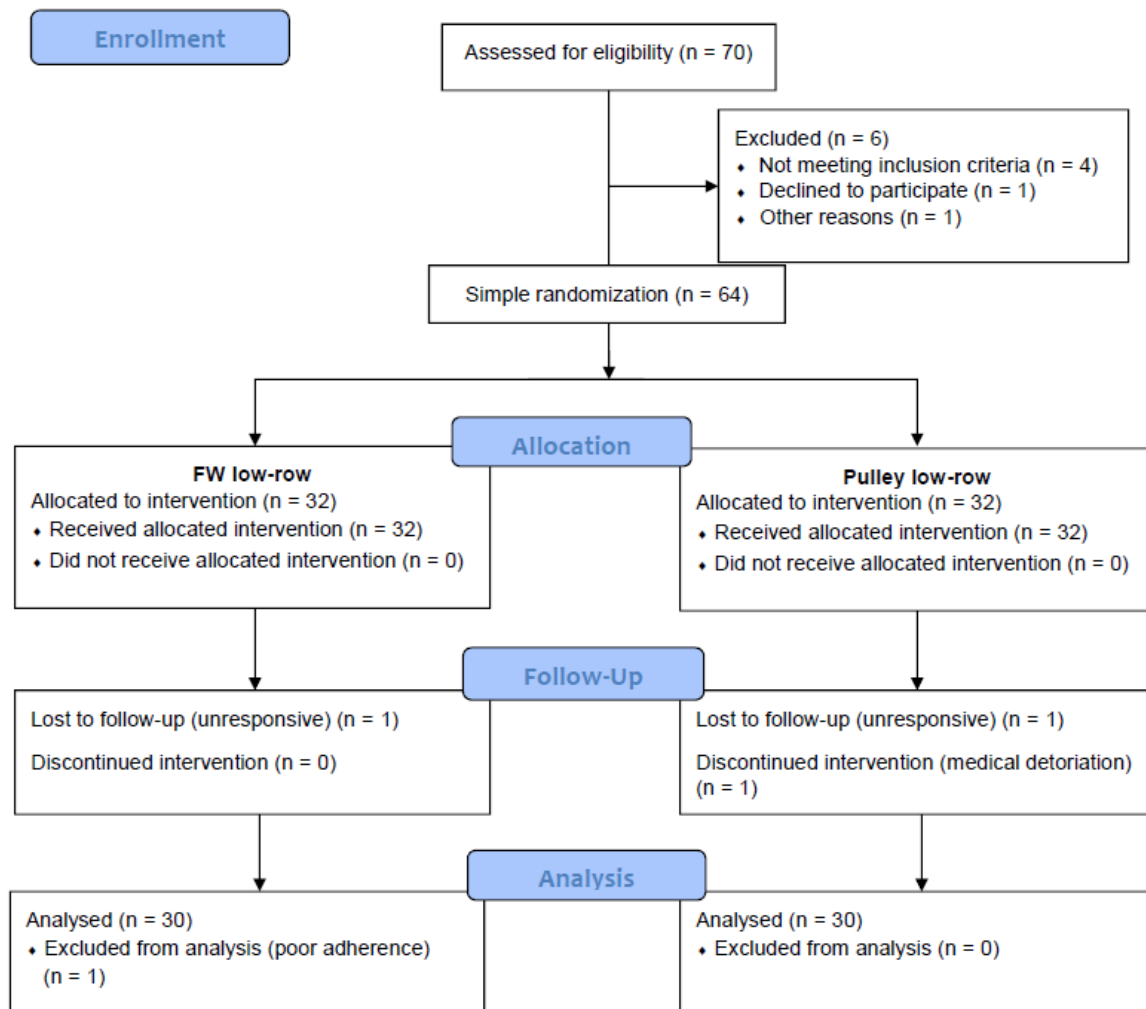 Enrollment
Assessed for eligibility (n = 70)
Excluded (n = 6)
⬧ Not meeting inclusion criteria (n = 4)
⬧ Declined to participate (n = 1)
⬧ Other reasons (n = 1)
Simple randomization (n = 64)
Allocation
FW low-row
Allocated to intervention (n = 32)
⬧ Received allocated intervention (n = 32)
⬧ Did not receive allocated intervention (n = 0)
Pulley low-row
Allocated to intervention (n = 32)
⬧ Received allocated intervention (n = 32)
⬧ Did not receive allocated intervention (n = 0)
Follow-Up
Lost to follow-up (unresponsive) (n = 1)
Discontinued intervention (n = 0)
Lost to follow-up (unresponsive) (n = 1)
Discontinued intervention (medical detoriation)
(n = 1)
Analysis
Analysed (n = 30)
⬧ Excluded from analysis (poor adherence)
(n = 1)
Analysed (n = 30)
⬧ Excluded from analysis (n = 0)